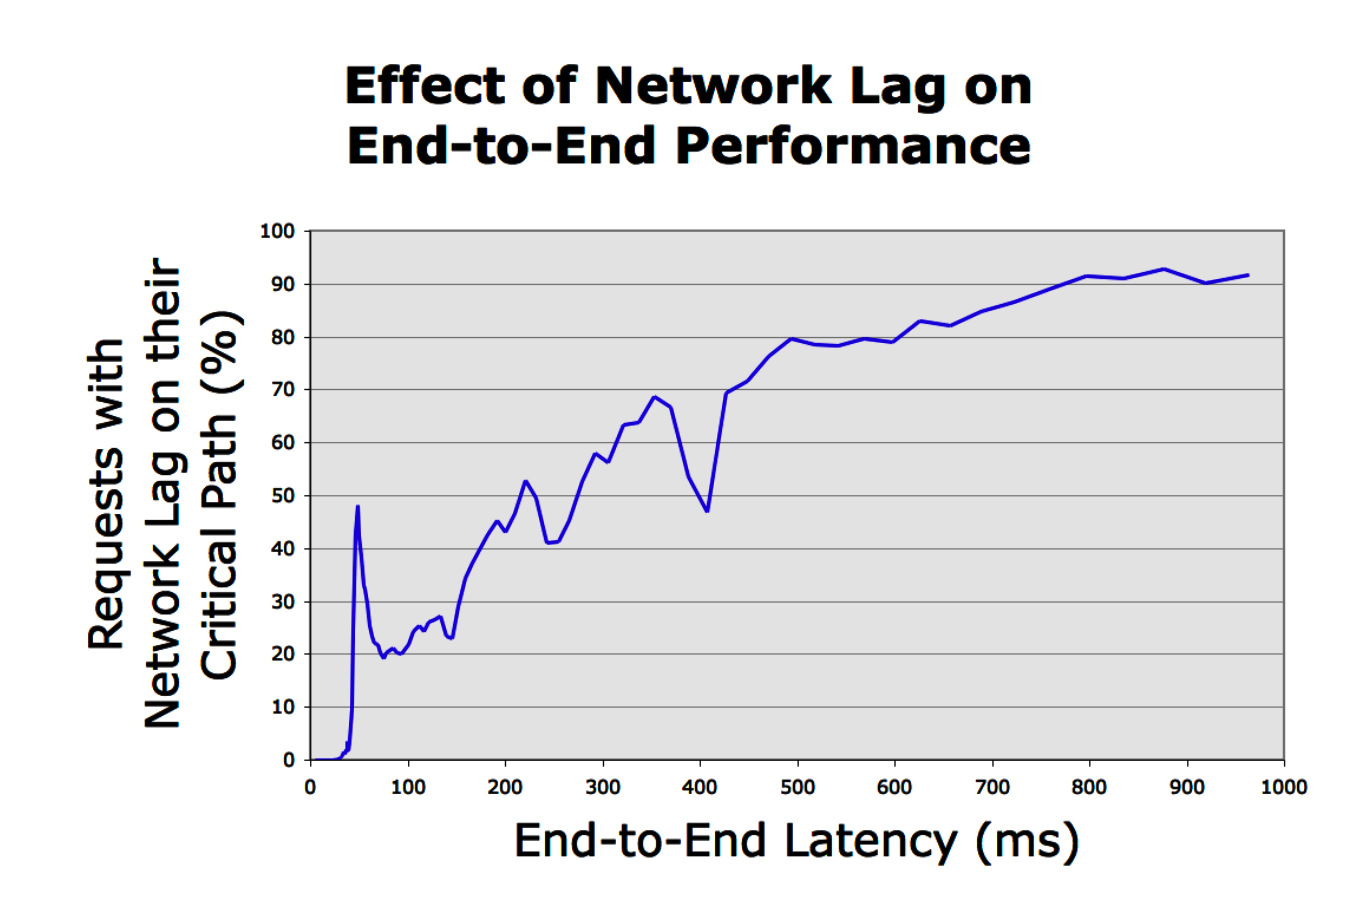 Effect of Network Lag on
End-to-End Performance
Requests with
Network Lag on their
Critical Path (%)
100
90
80
70
60
50
40
30
20
10
0
0 100 200 300 400 500 600 700 800 900 1000
End-to-End Latency (ms)